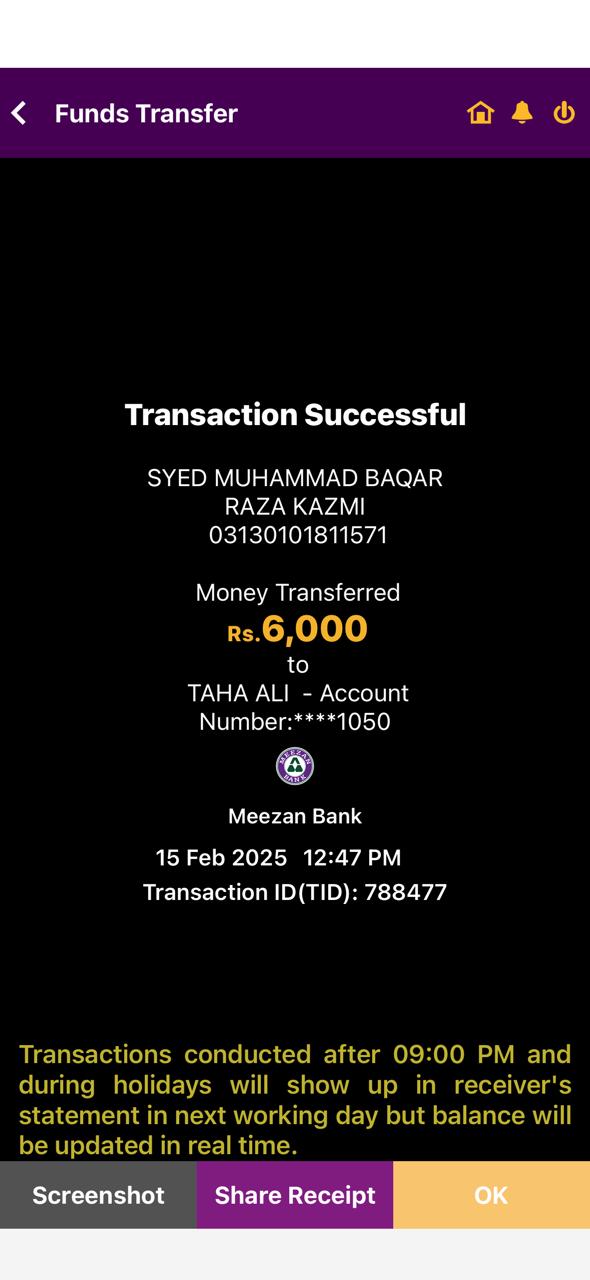 Funds Transfer
Transaction Successful
SYED MUHAMMAD BAQAR
RAZA KAZMI
03130101811571
Money Transferred
Rs.6,000
to
TAHA ALI - Account
Number:****1050
MEEZAN
BANK
Meezan Bank
15 Feb 2025 12:47 PM
Transaction ID(TID): 788477
Transactions conducted after 09:00 PM and
during holidays will show up in receiver's
statement in next working day but balance will
be updated in real time.
Screenshot Share Receipt OK